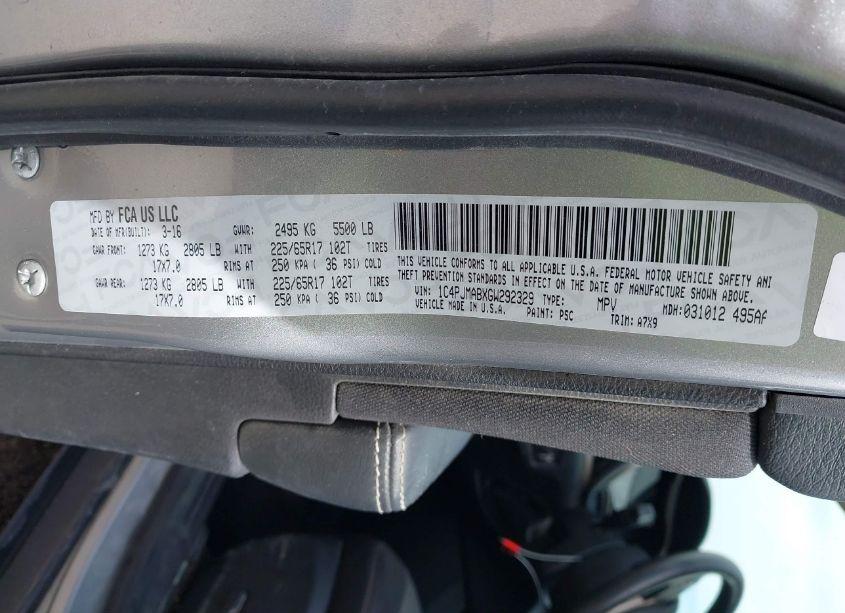 MFD BY FCA US LLC
DATE OF MFR(BUILT): 3-16 GVWR: 2495 KG 5500 LB
GAWR FRONT: 1273 KG 2805 LB WITH 225/65R17 102T TIRES
17X7.0 RIMS AT 250 KPA ( 36 PSI) COLD
GAWR REAR: 1273 KG 2805 LB WITH 225/65R17 102T TIRES
17X7.0 RIMS AT 250 KPA ( 36 PSI) COLD
THIS VEHICLE CONFORMS TO ALL APPLICABLE U.S.A. FEDERAL MOTOR VEHICLE SAFETY AND
THEFT PREVENTION STANDARDS IN EFFECT ON THE DATE OF MANUFACTURE SHOWN ABOVE.
VIN: 1C4PJMABXGW292329 TYPE: MPV MDH:031012 495AA
VEHICLE MADE IN U.S.A. PAINT: PSC TRIM: A7X9